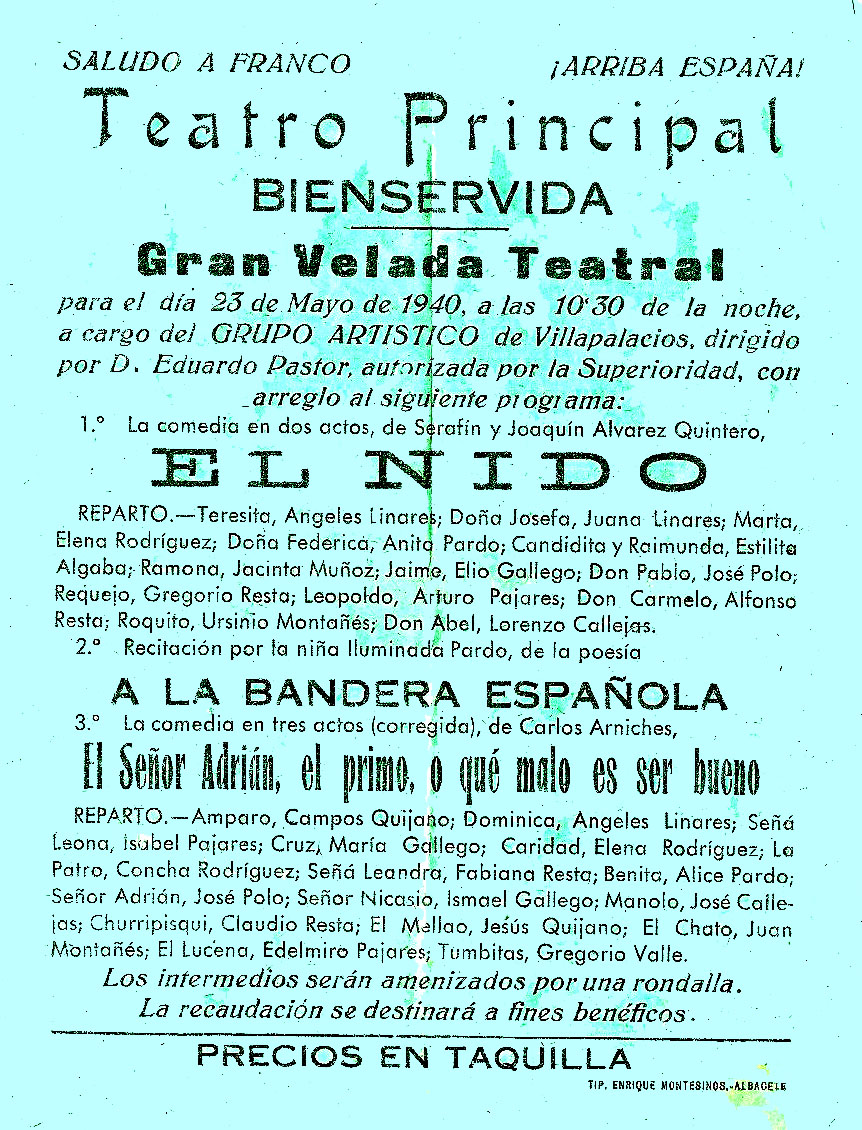 SALUDO A FRANCO ¡ARRIBA ESPAÑA!
Teatro Principal
BIENSERVIDA
Gran Velada Teatral
para el día 23 de Mayo de 1940, a las 10'30 de la noche,
a cargo del GRUPO ARTISTICO de Villapalacios, dirigido
por D. Eduardo Pastor, autorizada por la Superioridad, con
arreglo al siguiente programa:
1.º La comedia en dos actos, de Serafín y Joaquín Alvarez Quintero,
EL NIDO
REPARTO.—Teresita, Angeles Linares; Doña Josefa, Juana Linares; Marta,
Elena Rodríguez; Doña Federica, Anita Pardo; Candidita y Raimunda, Estilita
Algaba; Ramona, Jacinta Muñoz; Jaime, Elio Gallego; Don Pablo, José Polo;
Requejo, Gregorio Resta; Leopoldo, Arturo Pajares; Don Carmelo, Alfonso
Resta; Roquito, Ursinio Montañés; Don Abel, Lorenzo Callejas.
2.º Recitación por la niña Iluminada Pardo, de la poesía
A LA BANDERA ESPAÑOLA
3.º La comedia en tres actos (corregida), de Carlos Arniches,
El Señor Adrián, el primo, o qué malo es ser bueno
REPARTO.—Amparo, Campos Quijano; Dominica, Angeles Linares; Señá
Leona, Isabel Pajares; Cruz, María Gallego; Caridad, Elena Rodríguez; La
Patro, Concha Rodríguez; Señá Leandra, Fabiana Resta; Benita, Alice Pardo;
Señor Adrián, José Polo; Señor Nicasio, Ismael Gallego; Manolo, José Calle-
jas; Churripisqui, Claudio Resta; El Mellao, Jesús Quijano; El Chato, Juan
Montañés; El Lucena, Edelmiro Pajares; Tumbitas, Gregorio Valle.
Los intermedios serán amenizados por una rondalla.
La recaudación se destinará a fines benéficos.
PRECIOS EN TAQUILLA
TIP. ENRIQUE MONTESINOS.-ALBACETE